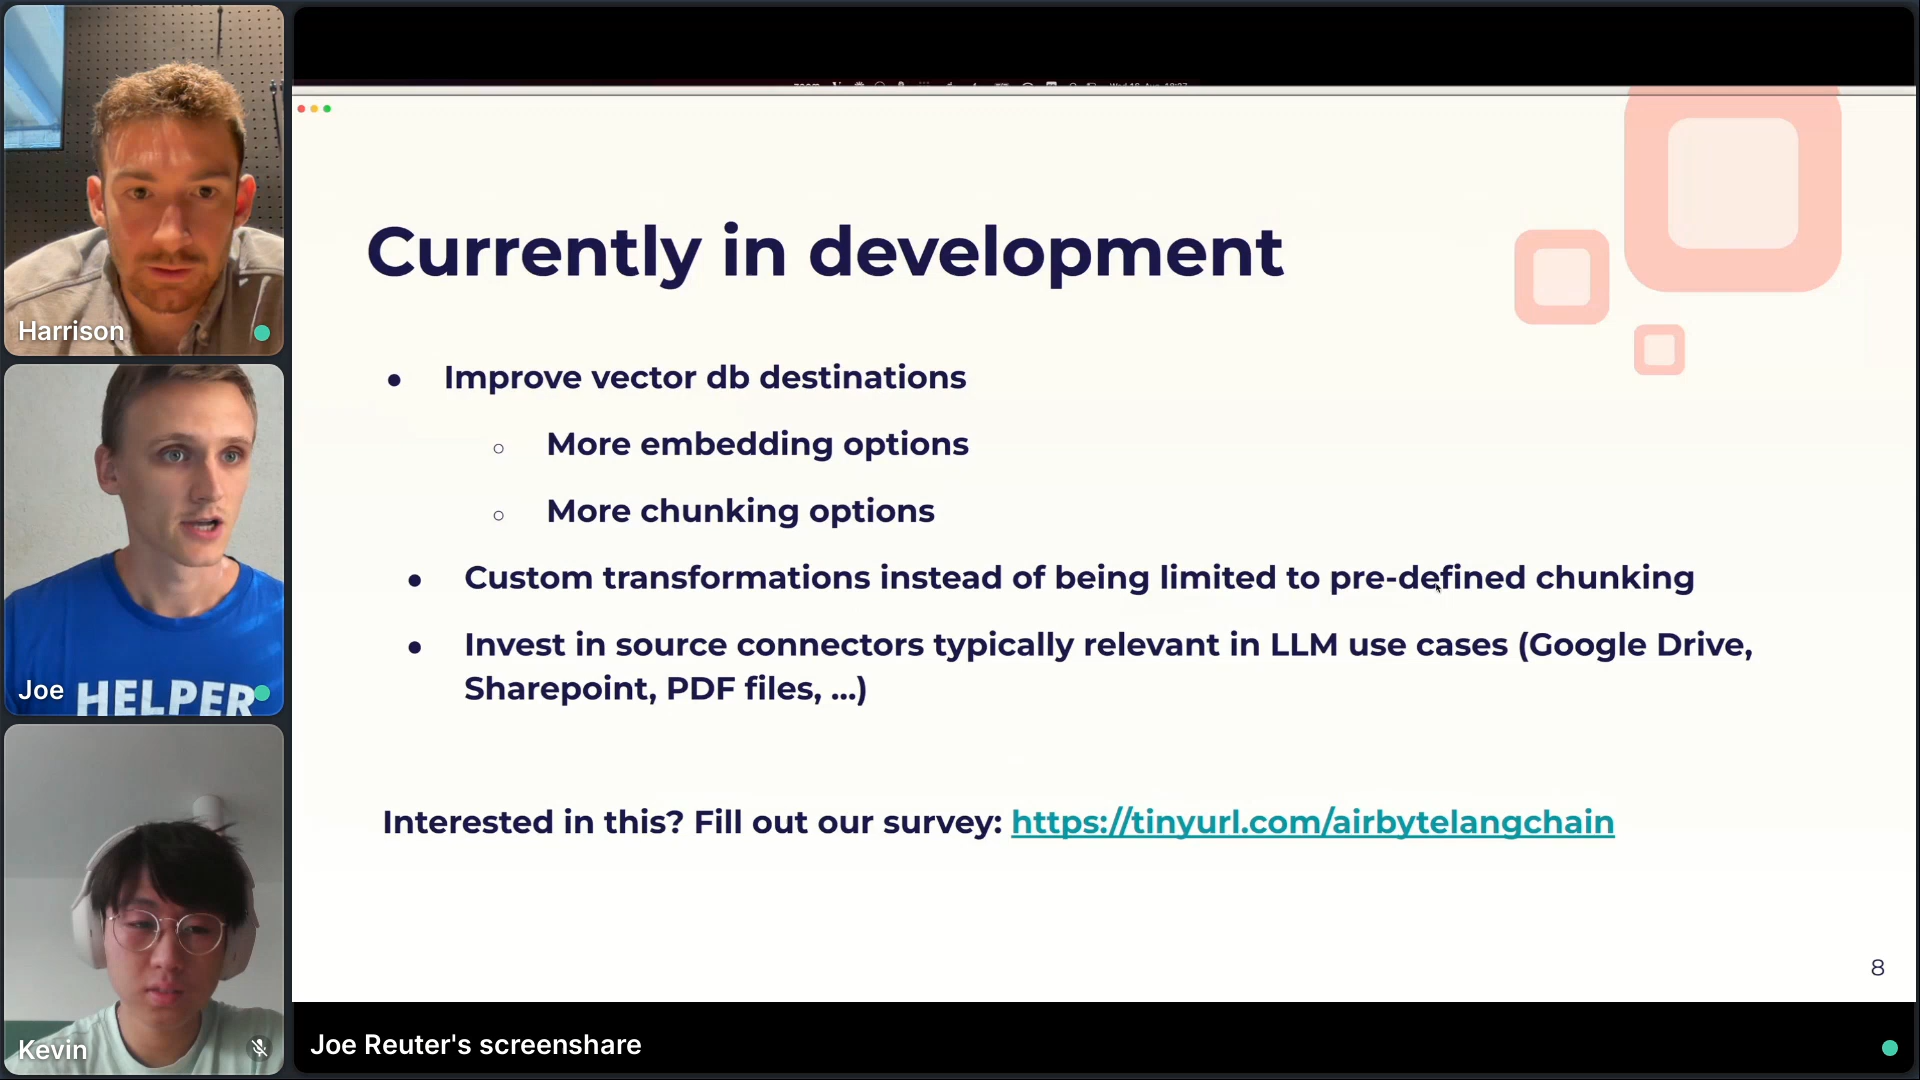 Currently in development
Improve vector db destinations
More embedding options
More chunking options
Custom transformations instead of being limited to pre-defined chunking
Invest in source connectors typically relevant in LLM use cases (Google Drive,
Sharepoint, PDF files, ...)
Interested in this? Fill out our survey: https://tinyurl.com/airbytelangchain
8
Harrison
HELPER
Joe
Kevin
Joe Reuter's screenshare